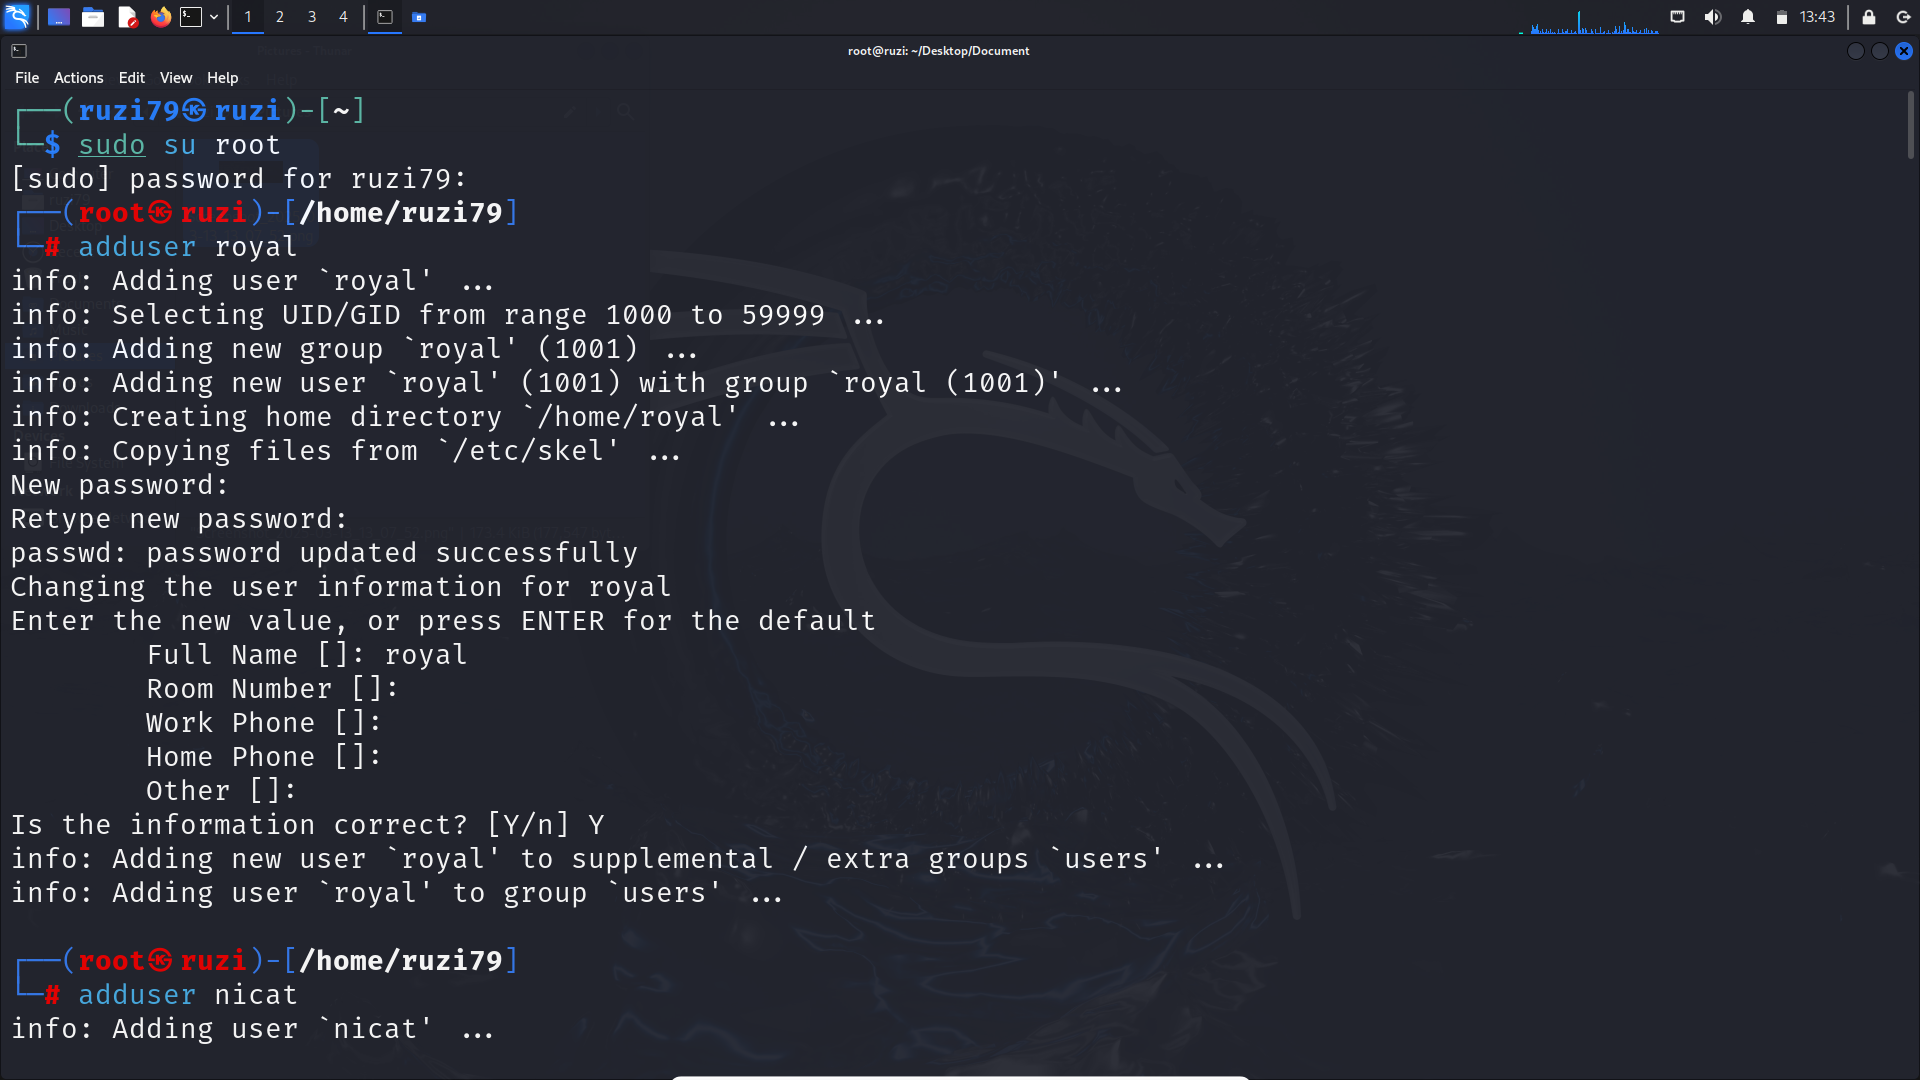 1 2 3 4 13:43
root@ruzi: ~/Desktop/Document
File Actions Edit View Help
┌──(ruzi79㉿ruzi)-[~]
└─$ sudo su root
[sudo] password for ruzi79:
┌──(root㉿ruzi)-[/home/ruzi79]
└─# adduser royal
info: Adding user `royal' ...
info: Selecting UID/GID from range 1000 to 59999 ...
info: Adding new group `royal' (1001) ...
info: Adding new user `royal' (1001) with group `royal (1001)' ...
info: Creating home directory `/home/royal' ...
info: Copying files from `/etc/skel' ...
New password:
Retype new password:
passwd: password updated successfully
Changing the user information for royal
Enter the new value, or press ENTER for the default
Full Name []: royal
Room Number []:
Work Phone []:
Home Phone []:
Other []:
Is the information correct? [Y/n] Y
info: Adding new user `royal' to supplemental / extra groups `users' ...
info: Adding user `royal' to group `users' ...
┌──(root㉿ruzi)-[/home/ruzi79]
└─# adduser nicat
info: Adding user `nicat' ...